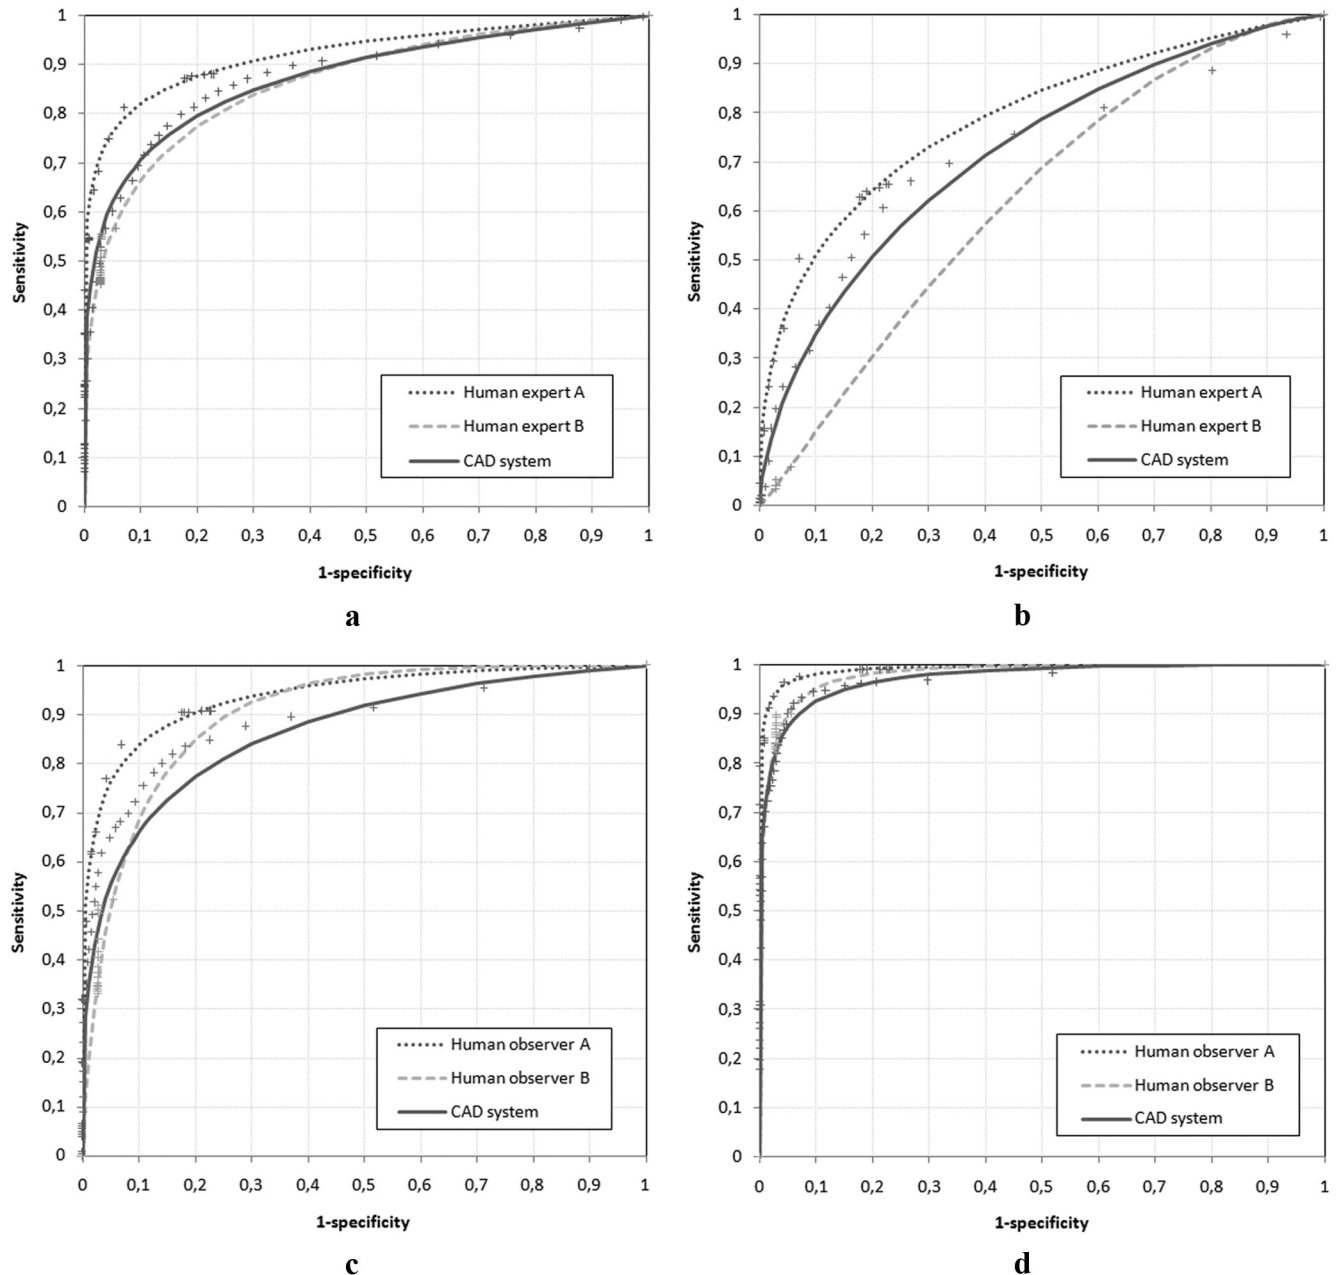 1
0,9
0,8
0,7
0,6
0,5
0,4
0,3
0,2
0,1
0
Sensitivity
Human expert A
Human expert B
CAD system
0 0,1 0,2 0,3 0,4 0,5 0,6 0,7 0,8 0,9 1
1-specificity
a
1
0,9
0,8
0,7
0,6
0,5
0,4
0,3
0,2
0,1
0
Sensitivity
Human expert A
Human expert B
CAD system
0 0,1 0,2 0,3 0,4 0,5 0,6 0,7 0,8 0,9 1
1-specificity
b
1
0,9
0,8
0,7
0,6
0,5
0,4
0,3
0,2
0,1
0
Sensitivity
Human observer A
Human observer B
CAD system
0 0,1 0,2 0,3 0,4 0,5 0,6 0,7 0,8 0,9 1
1-specificity
c
1
0,9
0,8
0,7
0,6
0,5
0,4
0,3
0,2
0,1
0
Sensitivity
Human observer A
Human observer B
CAD system
0 0,1 0,2 0,3 0,4 0,5 0,6 0,7 0,8 0,9 1
1-specificity
d